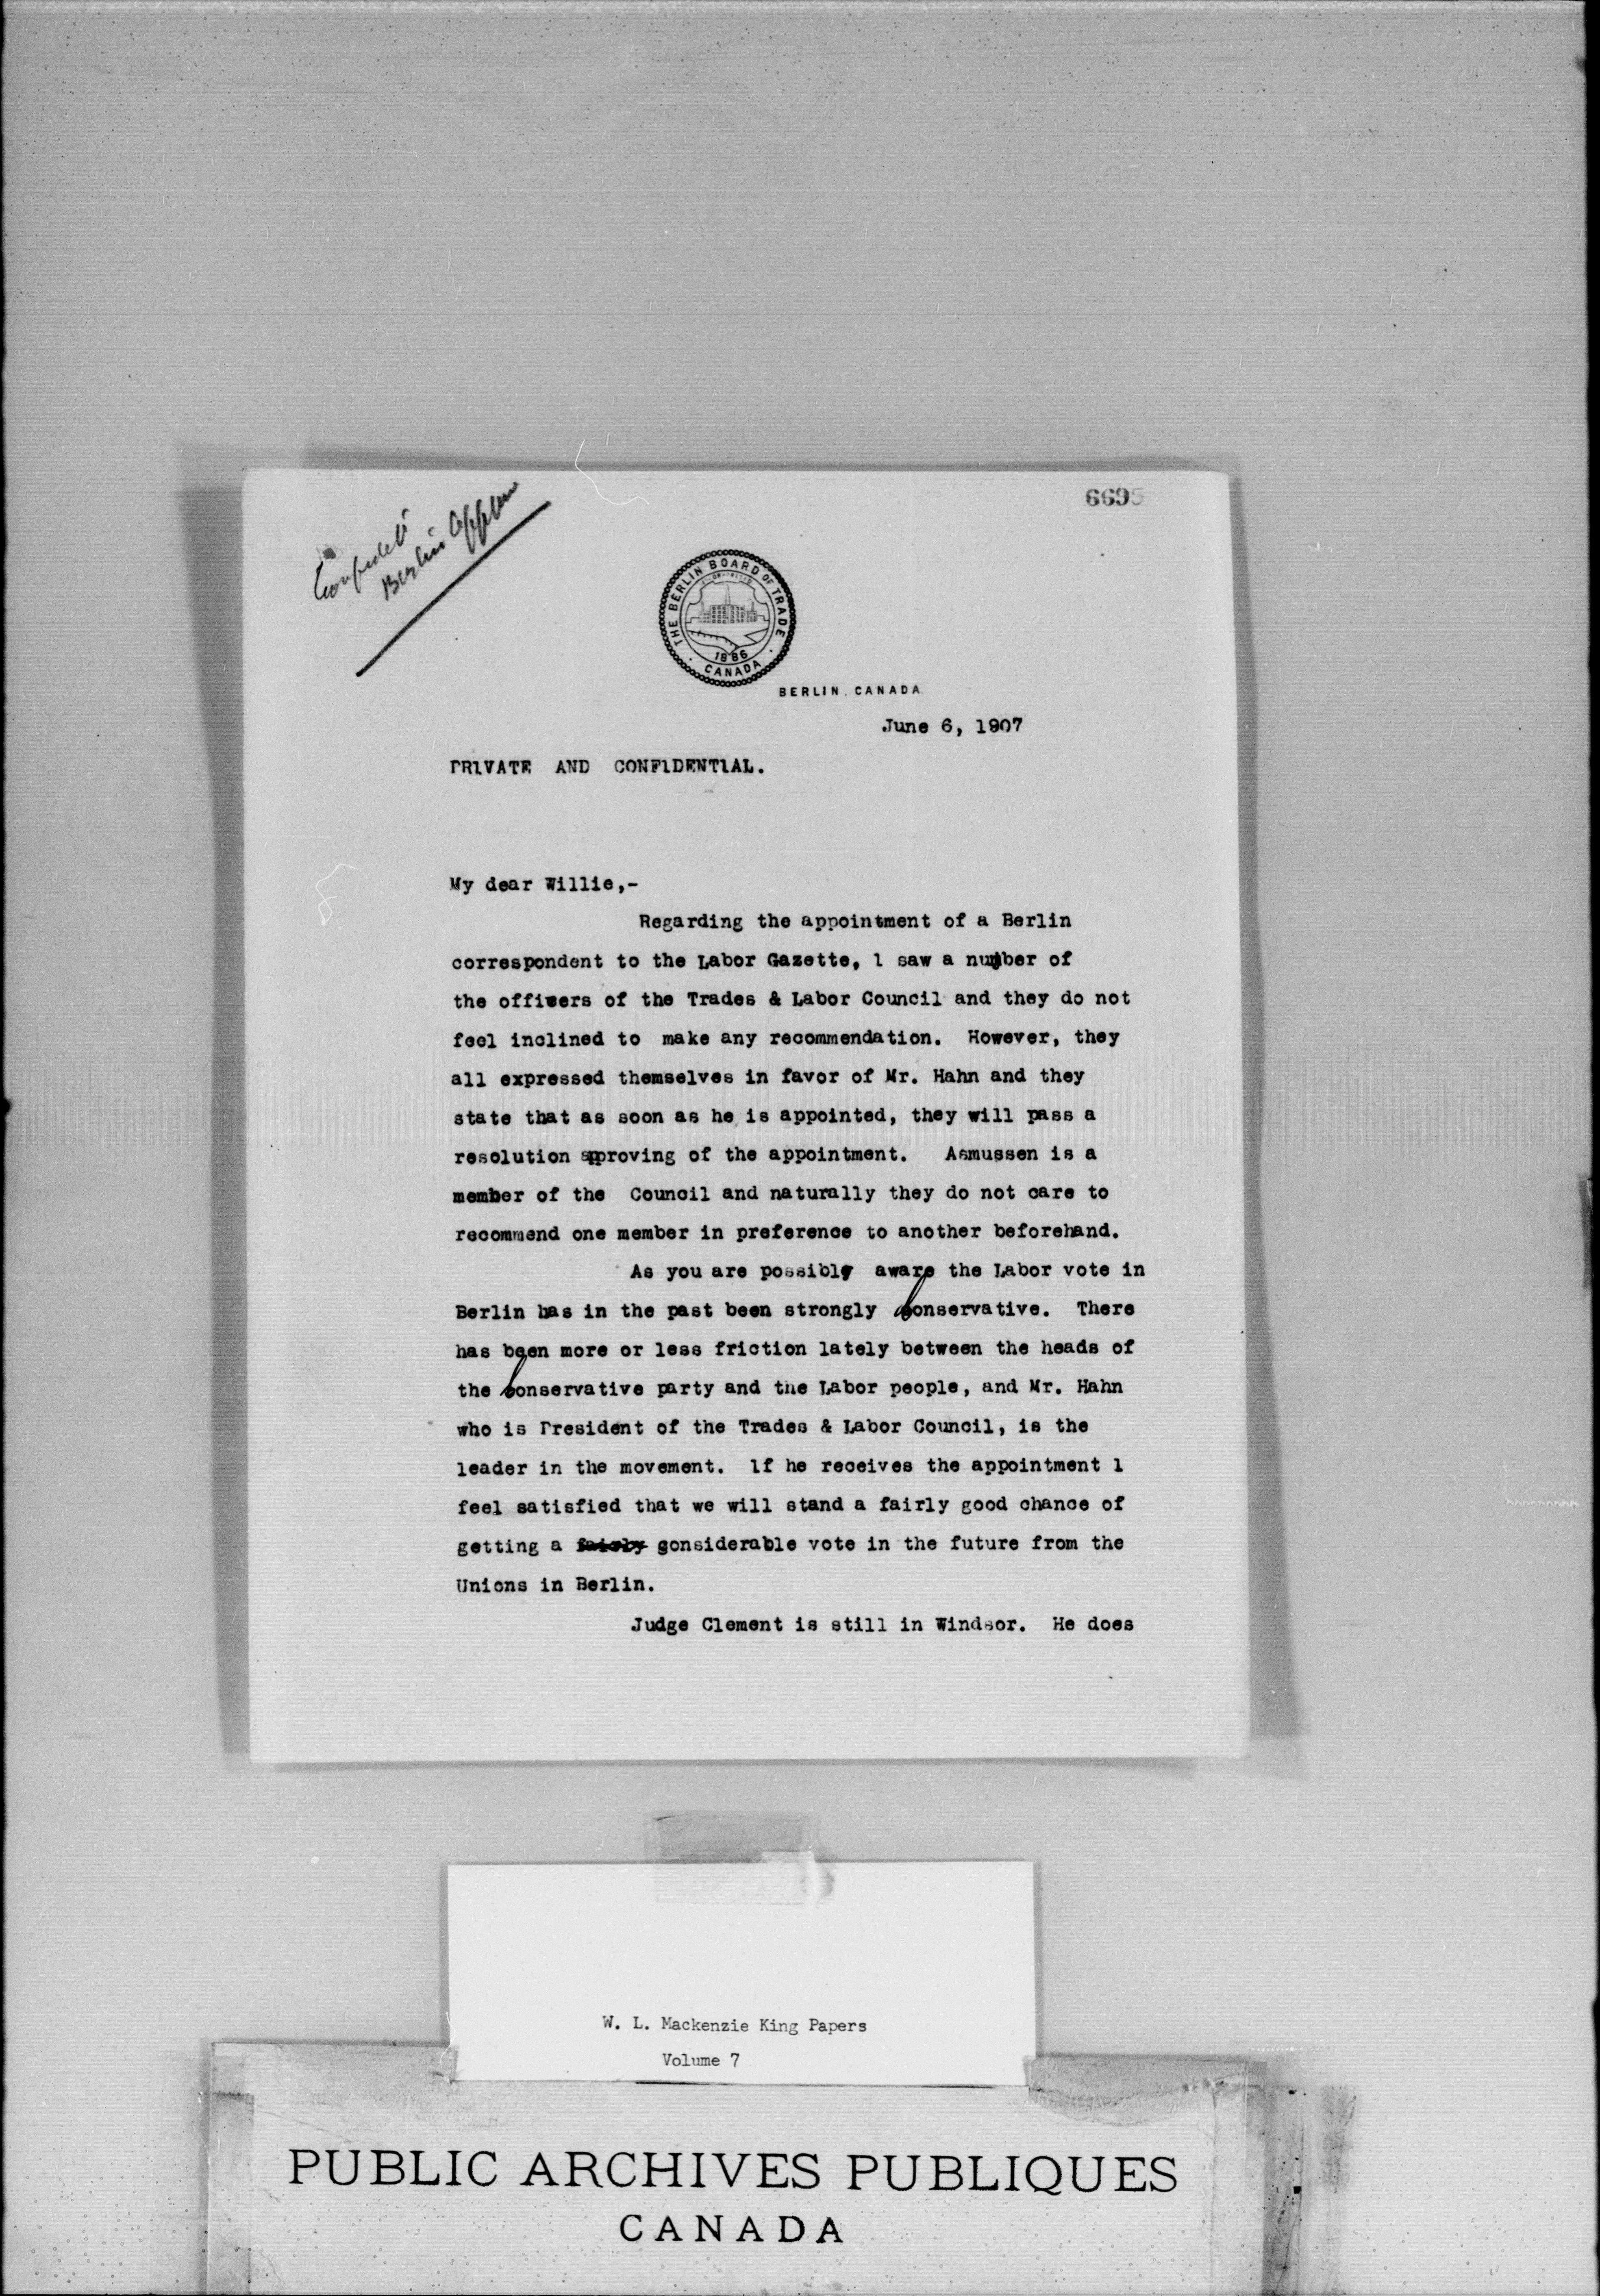 6695
Berlin
THE BERLIN BOARD OF TRADE
1886
CANADA
BERLIN, CANADA
June 6, 1907
PRIVATE AND CONFIDENTIAL.
My dear Willie,-
Regarding the appointment of a Berlin
correspondent to the Labor Gazette, I saw a number of
the offivers of the Trades & Labor Council and they do not
feel inclined to make any recommendation. However, they
all expressed themselves in favor of Mr. Hahn and they
state that as soon as he is appointed, they will pass a
resolution approving of the appointment. Asmussen is a
member of the Council and naturally they do not care to
recommend one member in preference to another beforehand.
As you are possibly aware the Labor vote in
Berlin has in the past been strongly Conservative. There
has been more or less friction lately between the heads of
the Conservative party and the Labor people, and Mr. Hahn
who is President of the Trades & Labor Council, is the
leader in the movement. If he receives the appointment I
feel satisfied that we will stand a fairly good chance of
getting a fairly considerable vote in the future from the
Unions in Berlin.
Judge Clement is still in Windsor. He does
W. L. Mackenzie King Papers
Volume 7
PUBLIC ARCHIVES PUBLIQUES
CANADA